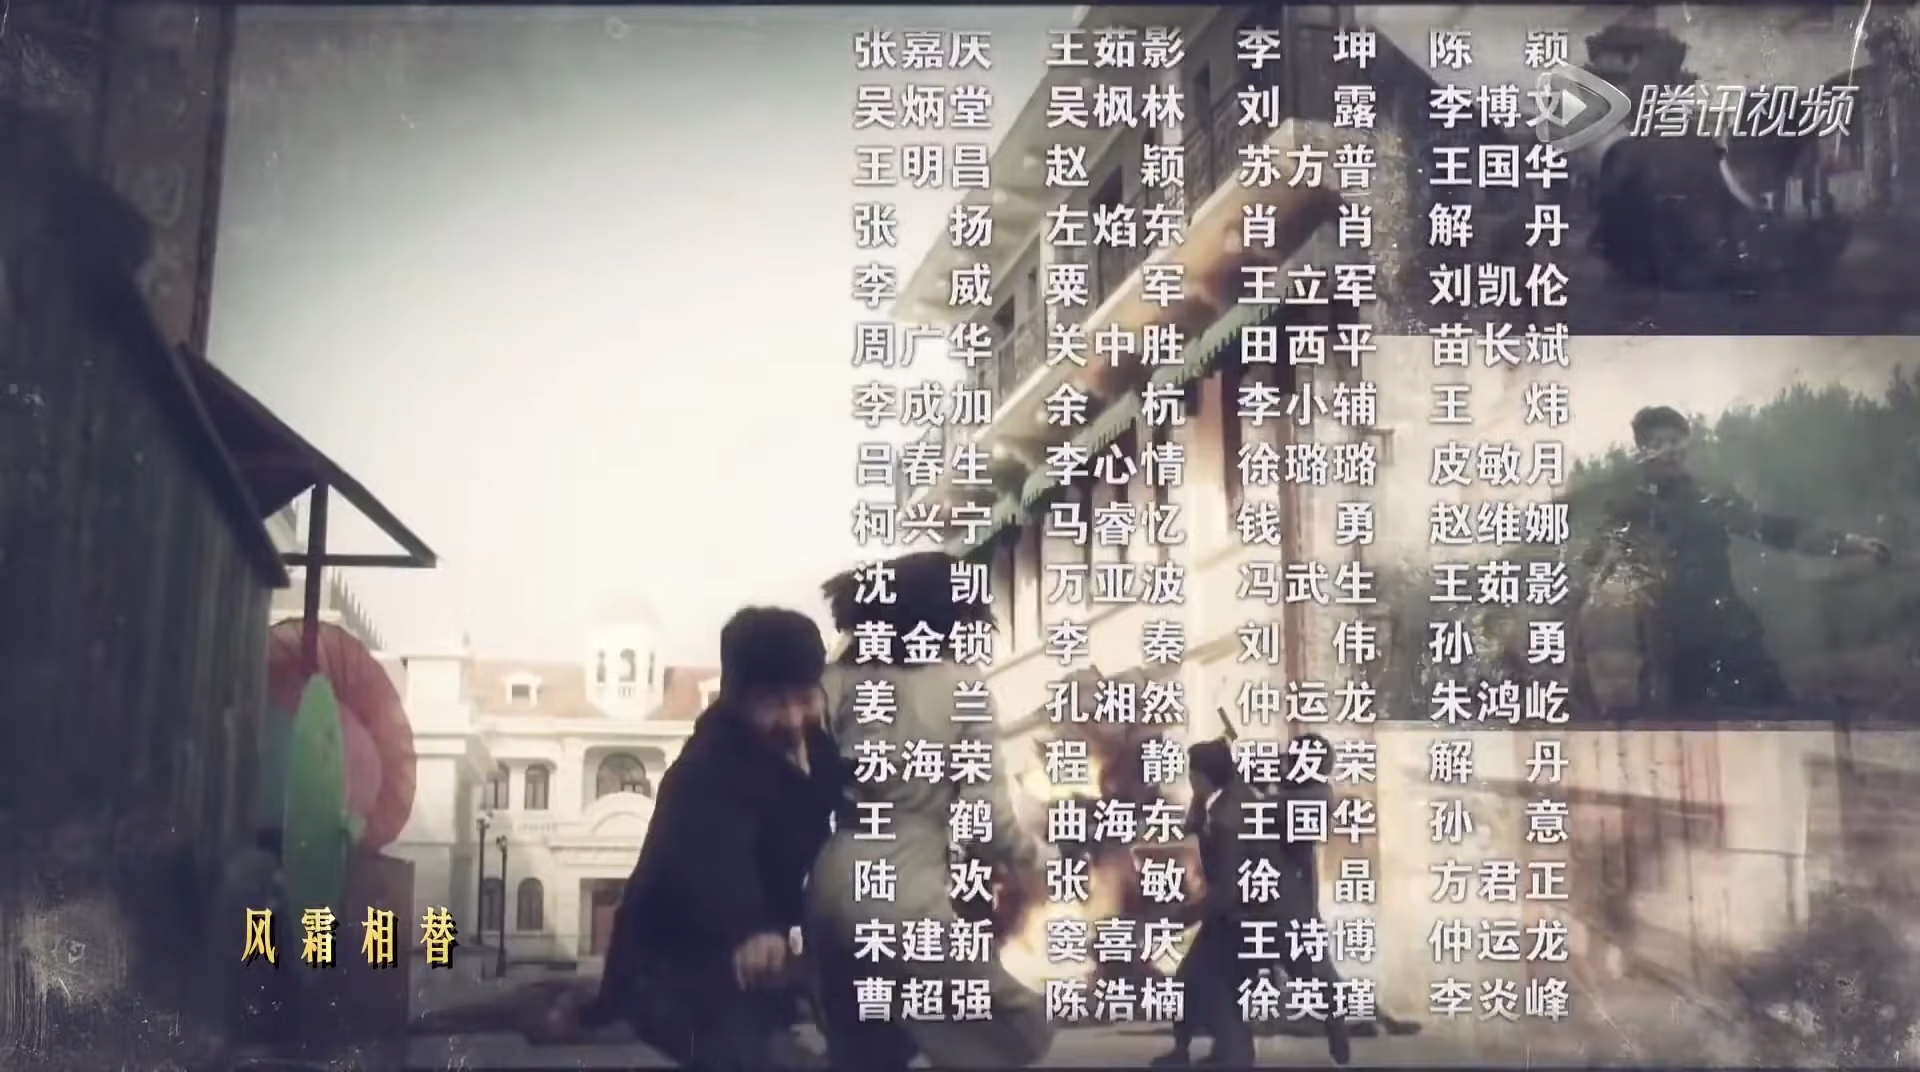 张嘉庆 王茹影 李坤 陈颖
吴炳堂 吴枫林 刘露 李博文
腾讯视频
王明昌 赵颖 苏方普 王国华
张扬 左焰东 肖肖 解丹
李威 粟军 王立军 刘凯伦
周广华 关中胜 田西平 苗长斌
李成加 余杭 李小辅 王炜
吕春生 李心情 徐璐璐 皮敏月
柯兴宁 马睿忆 钱勇 赵维娜
沈凯 万亚波 冯武生 王茹影
黄金锁 李秦 刘伟 孙勇
姜兰 孔湘然 仲运龙 朱鸿屹
苏海荣 程静 程发荣 解丹
王鹤 曲海东 王国华 孙意
陆欢 张敏 徐晶 方君正
宋建新 窦喜庆 王诗博 仲运龙
曹超强 陈浩楠 徐英瑾 李炎峰
风霜相替